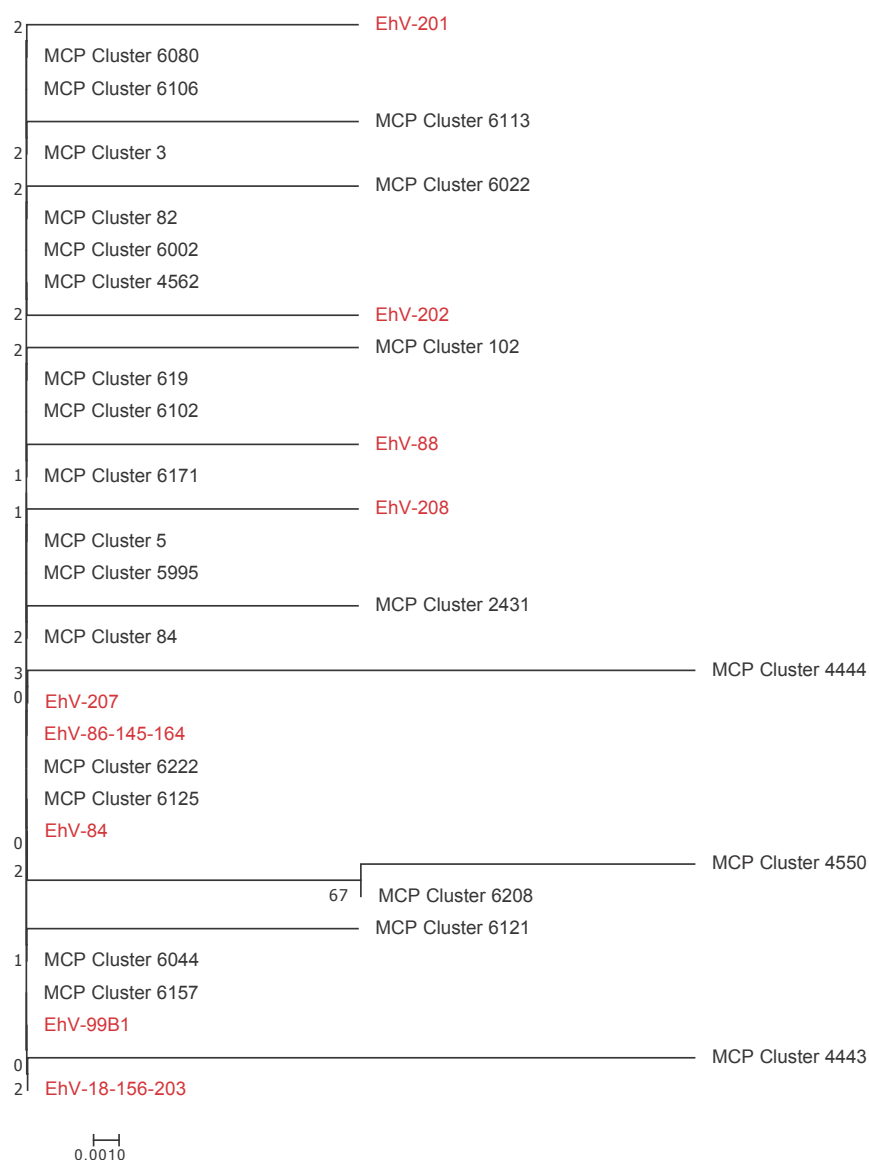 2 EhV-201
MCP Cluster 6080
MCP Cluster 6106
MCP Cluster 6113
2 MCP Cluster 3
2 MCP Cluster 6022
MCP Cluster 82
MCP Cluster 6002
MCP Cluster 4562
2 EhV-202
2 MCP Cluster 102
MCP Cluster 619
MCP Cluster 6102
EhV-88
1 MCP Cluster 6171
1 EhV-208
MCP Cluster 5
MCP Cluster 5995
MCP Cluster 2431
2 MCP Cluster 84
3 MCP Cluster 4444
0 EhV-207
EhV-86-145-164
MCP Cluster 6222
MCP Cluster 6125
EhV-84
0
2 MCP Cluster 4550
67 MCP Cluster 6208
MCP Cluster 6121
1 MCP Cluster 6044
MCP Cluster 6157
EhV-99B1
0 MCP Cluster 4443
2 EhV-18-156-203
0.0010